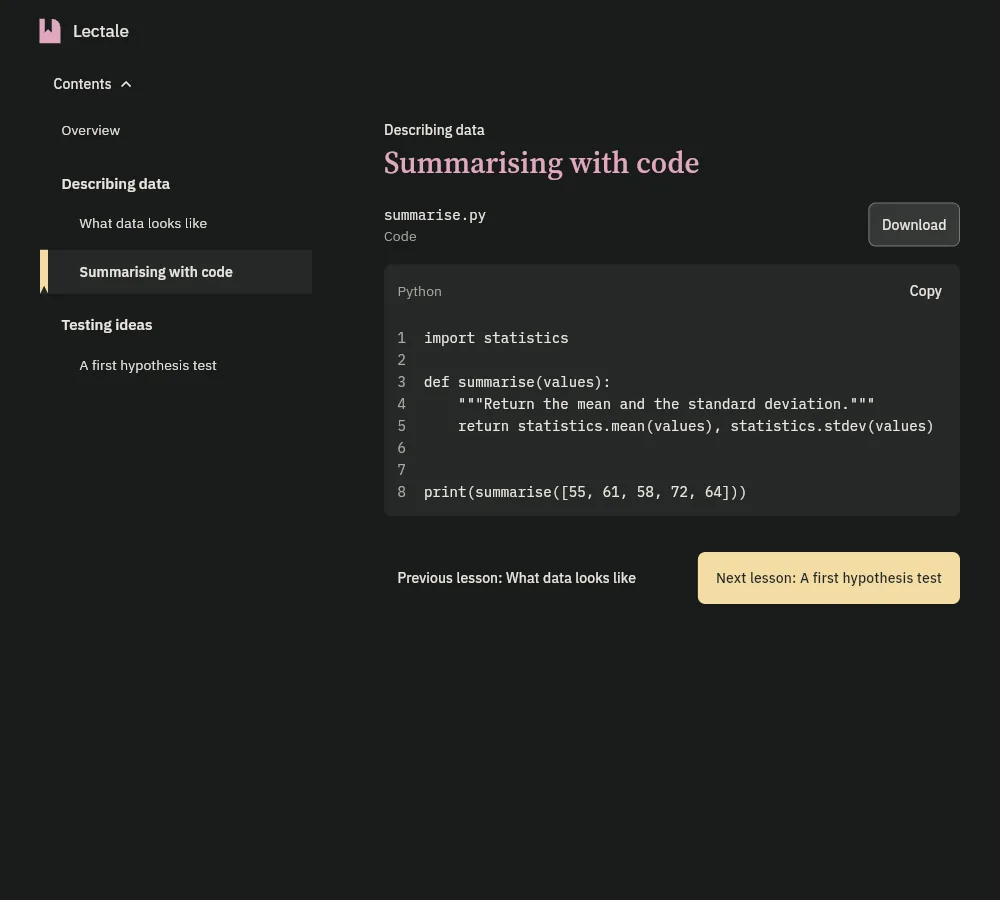 Lectale
Contents
Overview
Describing data
What data looks like
Summarising with code
Testing ideas
A first hypothesis test
Describing data
Summarising with code
summarise.py
Code
Download
Python
Copy
1 import statistics
2
3 def summarise(values):
4     """Return the mean and the standard deviation."""
5     return statistics.mean(values), statistics.stdev(values)
6
7
8 print(summarise([55, 61, 58, 72, 64]))
Previous lesson: What data looks like
Next lesson: A first hypothesis test